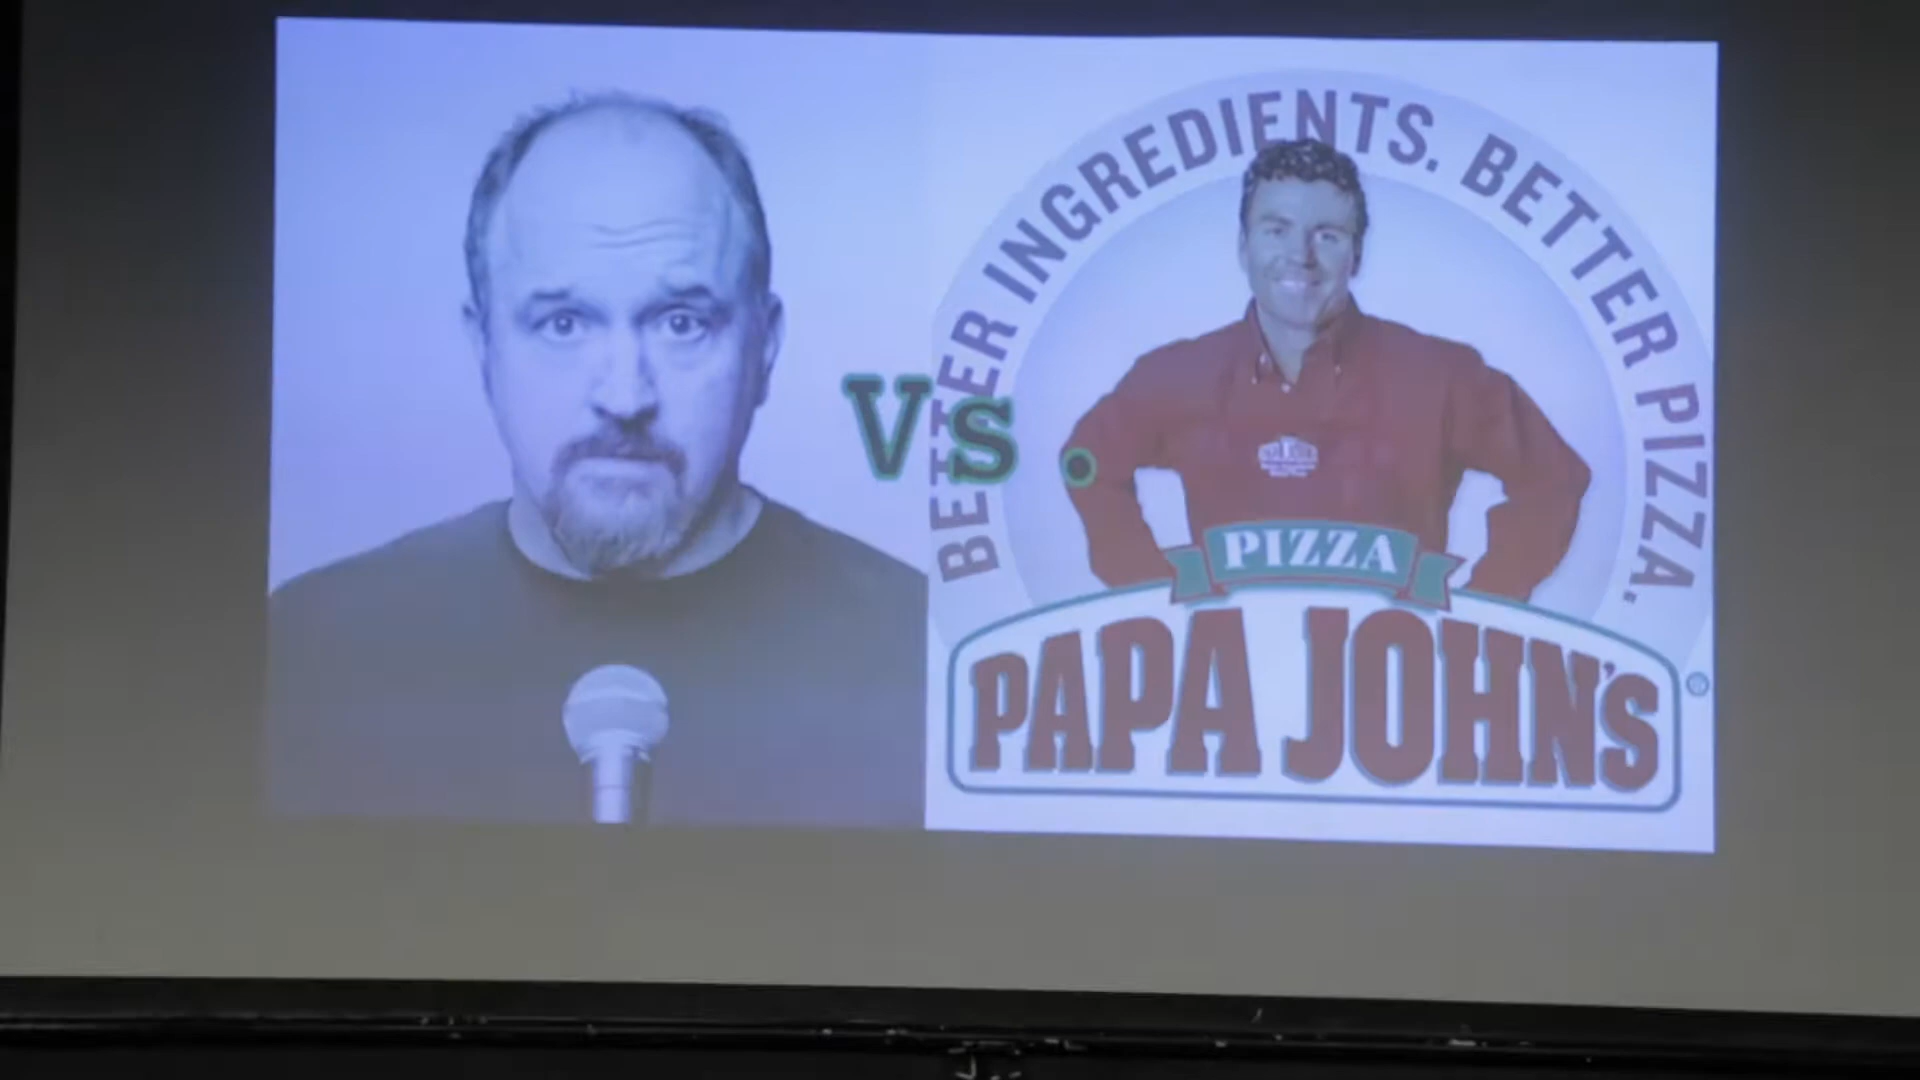 BETTER INGREDIENTS. BETTER PIZZA.
Vs.
PIZZA
PAPA JOHN'S
®